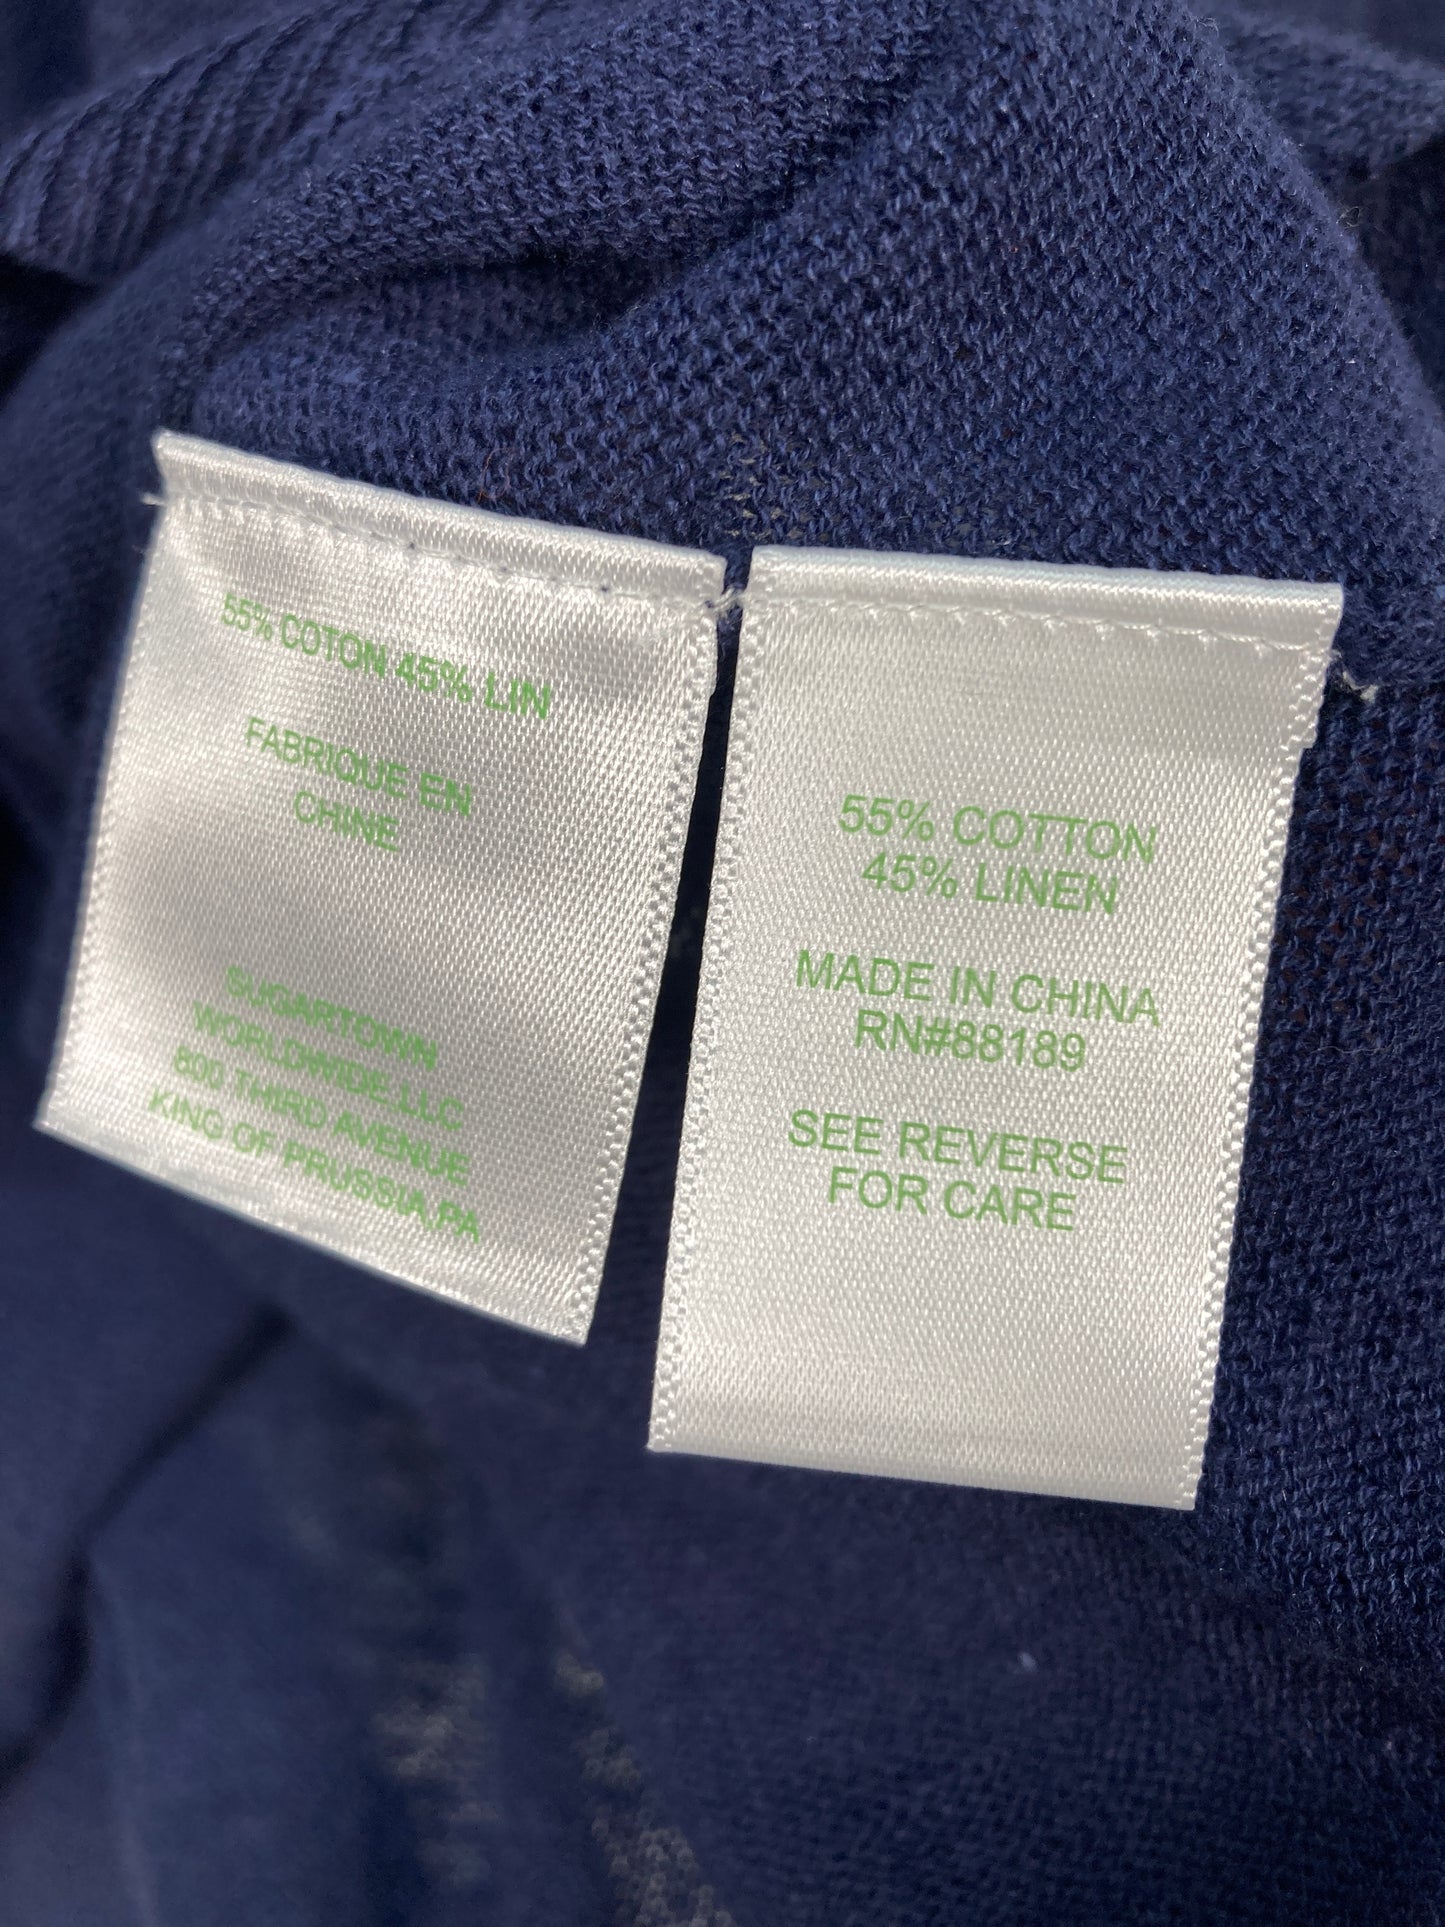 55% COTON 45% LIN
FABRIQUE EN
CHINE
SUGARTOWN
WORLDWIDE,LLC
800 THIRD AVENUE
KING OF PRUSSIA,PA
55% COTTON
45% LINEN
MADE IN CHINA
RN#88189
SEE REVERSE
FOR CARE